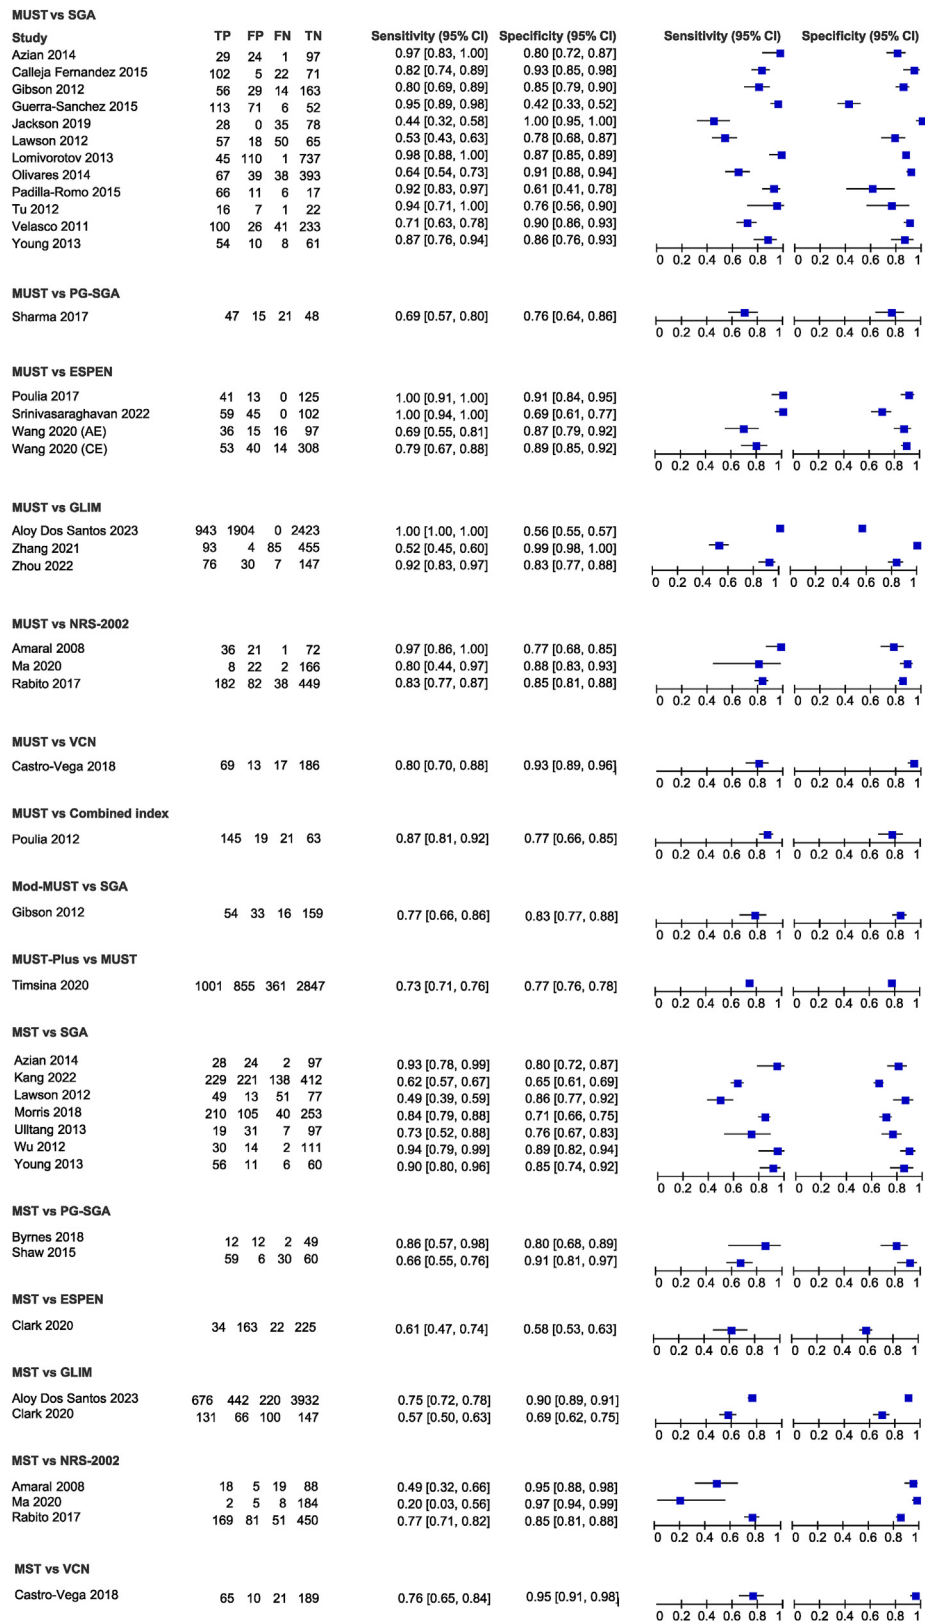 MUST vs SGA
Study TP FP FN TN Sensitivity (95% CI) Specificity (95% CI) Sensitivity (95% CI) Specificity (95% CI)
Azian 2014 29 24 1 97 0.97 [0.83, 1.00] 0.80 [0.72, 0.87]
Calleja Fernandez 2015 102 5 22 71 0.82 [0.74, 0.89] 0.93 [0.85, 0.98]
Gibson 2012 56 29 14 163 0.80 [0.69, 0.89] 0.85 [0.79, 0.90]
Guerra-Sanchez 2015 113 71 6 52 0.95 [0.89, 0.98] 0.42 [0.33, 0.52]
Jackson 2019 28 0 35 78 0.44 [0.32, 0.58] 1.00 [0.95, 1.00]
Lawson 2012 57 18 50 65 0.53 [0.43, 0.63] 0.78 [0.68, 0.87]
Lomivorotov 2013 45 110 1 737 0.98 [0.88, 1.00] 0.87 [0.85, 0.89]
Olivares 2014 67 39 38 393 0.64 [0.54, 0.73] 0.91 [0.88, 0.94]
Padilla-Romo 2015 66 11 6 17 0.92 [0.83, 0.97] 0.61 [0.41, 0.78]
Tu 2012 16 7 1 22 0.94 [0.71, 1.00] 0.76 [0.56, 0.90]
Velasco 2011 100 26 41 233 0.71 [0.63, 0.78] 0.90 [0.86, 0.93]
Young 2013 54 10 8 61 0.87 [0.76, 0.94] 0.86 [0.76, 0.93]
0 0.2 0.4 0.6 0.8 1 0 0.2 0.4 0.6 0.8 1
MUST vs PG-SGA
Sharma 2017 47 15 21 48 0.69 [0.57, 0.80] 0.76 [0.64, 0.86]
0 0.2 0.4 0.6 0.8 1 0 0.2 0.4 0.6 0.8 1
MUST vs ESPEN
Poulia 2017 41 13 0 125 1.00 [0.91, 1.00] 0.91 [0.84, 0.95]
Srinivasaraghavan 2022 59 45 0 102 1.00 [0.94, 1.00] 0.69 [0.61, 0.77]
Wang 2020 (AE) 36 15 16 97 0.69 [0.55, 0.81] 0.87 [0.79, 0.92]
Wang 2020 (CE) 53 40 14 308 0.79 [0.67, 0.88] 0.89 [0.85, 0.92]
0 0.2 0.4 0.6 0.8 1 0 0.2 0.4 0.6 0.8 1
MUST vs GLIM
Aloy Dos Santos 2023 943 1904 0 2423 1.00 [1.00, 1.00] 0.56 [0.55, 0.57]
Zhang 2021 93 4 85 455 0.52 [0.45, 0.60] 0.99 [0.98, 1.00]
Zhou 2022 76 30 7 147 0.92 [0.83, 0.97] 0.83 [0.77, 0.88]
0 0.2 0.4 0.6 0.8 1 0 0.2 0.4 0.6 0.8 1
MUST vs NRS-2002
Amaral 2008 36 21 1 72 0.97 [0.86, 1.00] 0.77 [0.68, 0.85]
Ma 2020 8 22 2 166 0.80 [0.44, 0.97] 0.88 [0.83, 0.93]
Rabito 2017 182 82 38 449 0.83 [0.77, 0.87] 0.85 [0.81, 0.88]
0 0.2 0.4 0.6 0.8 1 0 0.2 0.4 0.6 0.8 1
MUST vs VCN
Castro-Vega 2018 69 13 17 186 0.80 [0.70, 0.88] 0.93 [0.89, 0.96]
0 0.2 0.4 0.6 0.8 1 0 0.2 0.4 0.6 0.8 1
MUST vs Combined index
Poulia 2012 145 19 21 63 0.87 [0.81, 0.92] 0.77 [0.66, 0.85]
0 0.2 0.4 0.6 0.8 1 0 0.2 0.4 0.6 0.8 1
Mod-MUST vs SGA
Gibson 2012 54 33 16 159 0.77 [0.66, 0.86] 0.83 [0.77, 0.88]
0 0.2 0.4 0.6 0.8 1 0 0.2 0.4 0.6 0.8 1
MUST-Plus vs MUST
Timsina 2020 1001 855 361 2847 0.73 [0.71, 0.76] 0.77 [0.76, 0.78]
0 0.2 0.4 0.6 0.8 1 0 0.2 0.4 0.6 0.8 1
MST vs SGA
Azian 2014 28 24 2 97 0.93 [0.78, 0.99] 0.80 [0.72, 0.87]
Kang 2022 229 221 138 412 0.62 [0.57, 0.67] 0.65 [0.61, 0.69]
Lawson 2012 49 13 51 77 0.49 [0.39, 0.59] 0.86 [0.77, 0.92]
Morris 2018 210 105 40 253 0.84 [0.79, 0.88] 0.71 [0.66, 0.75]
Ulltang 2013 19 31 7 97 0.73 [0.52, 0.88] 0.76 [0.67, 0.83]
Wu 2012 30 14 2 111 0.94 [0.79, 0.99] 0.89 [0.82, 0.94]
Young 2013 56 11 6 60 0.90 [0.80, 0.96] 0.85 [0.74, 0.92]
0 0.2 0.4 0.6 0.8 1 0 0.2 0.4 0.6 0.8 1
MST vs PG-SGA
Byrnes 2018 12 12 2 49 0.86 [0.57, 0.98] 0.80 [0.68, 0.89]
Shaw 2015 59 6 30 60 0.66 [0.55, 0.76] 0.91 [0.81, 0.97]
0 0.2 0.4 0.6 0.8 1 0 0.2 0.4 0.6 0.8 1
MST vs ESPEN
Clark 2020 34 163 22 225 0.61 [0.47, 0.74] 0.58 [0.53, 0.63]
0 0.2 0.4 0.6 0.8 1 0 0.2 0.4 0.6 0.8 1
MST vs GLIM
Aloy Dos Santos 2023 676 442 220 3932 0.75 [0.72, 0.78] 0.90 [0.89, 0.91]
Clark 2020 131 66 100 147 0.57 [0.50, 0.63] 0.69 [0.62, 0.75]
0 0.2 0.4 0.6 0.8 1 0 0.2 0.4 0.6 0.8 1
MST vs NRS-2002
Amaral 2008 18 5 19 88 0.49 [0.32, 0.66] 0.95 [0.88, 0.98]
Ma 2020 2 5 8 184 0.20 [0.03, 0.56] 0.97 [0.94, 0.99]
Rabito 2017 169 81 51 450 0.77 [0.71, 0.82] 0.85 [0.81, 0.88]
0 0.2 0.4 0.6 0.8 1 0 0.2 0.4 0.6 0.8 1
MST vs VCN
Castro-Vega 2018 65 10 21 189 0.76 [0.65, 0.84] 0.95 [0.91, 0.98]
0 0.2 0.4 0.6 0.8 1 0 0.2 0.4 0.6 0.8 1